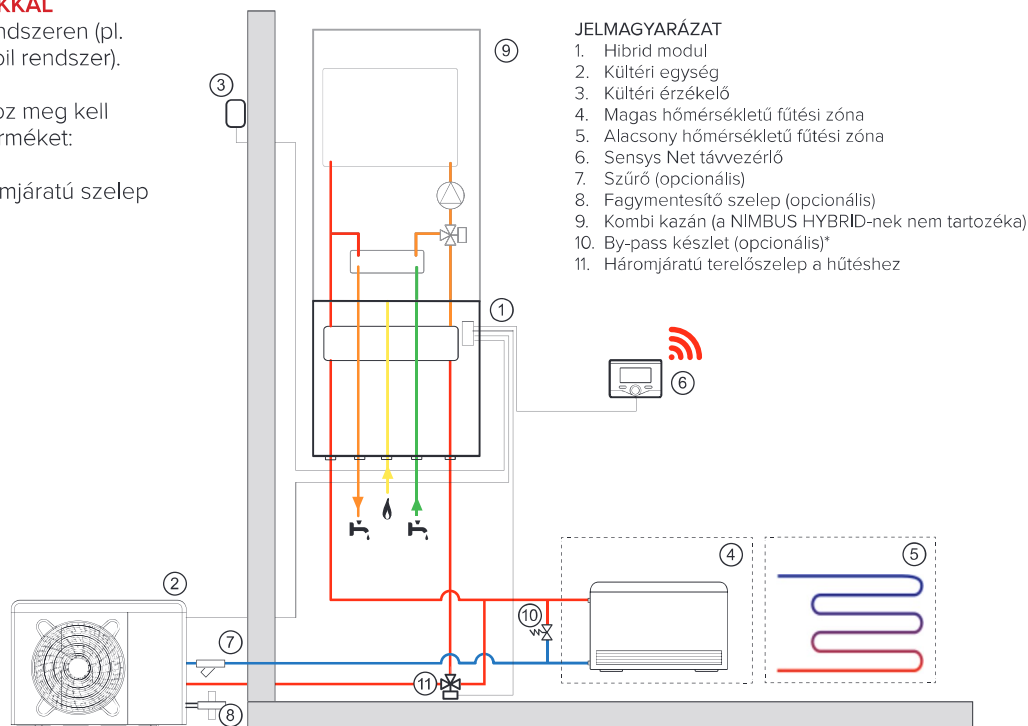 KKAL
ndszeren (pl.
bil rendszer).
oz meg kell
rméket:
mjáratú szelep
JELMAGYARÁZAT
1. Hibrid modul
2. Kültéri egység
3. Kültéri érzékelő
4. Magas hőmérsékletű fűtési zóna
5. Alacsony hőmérsékletű fűtési zóna
6. Sensys Net távvezérlő
7. Szűrő (opcionális)
8. Fagymentesítő szelep (opcionális)
9. Kombi kazán (a NIMBUS HYBRID-nek nem tartozéka)
10. By-pass készlet (opcionális)*
11. Háromjáratú terelőszelep a hűtéshez
9
3
1
6
4
5
2
10
7
11
8